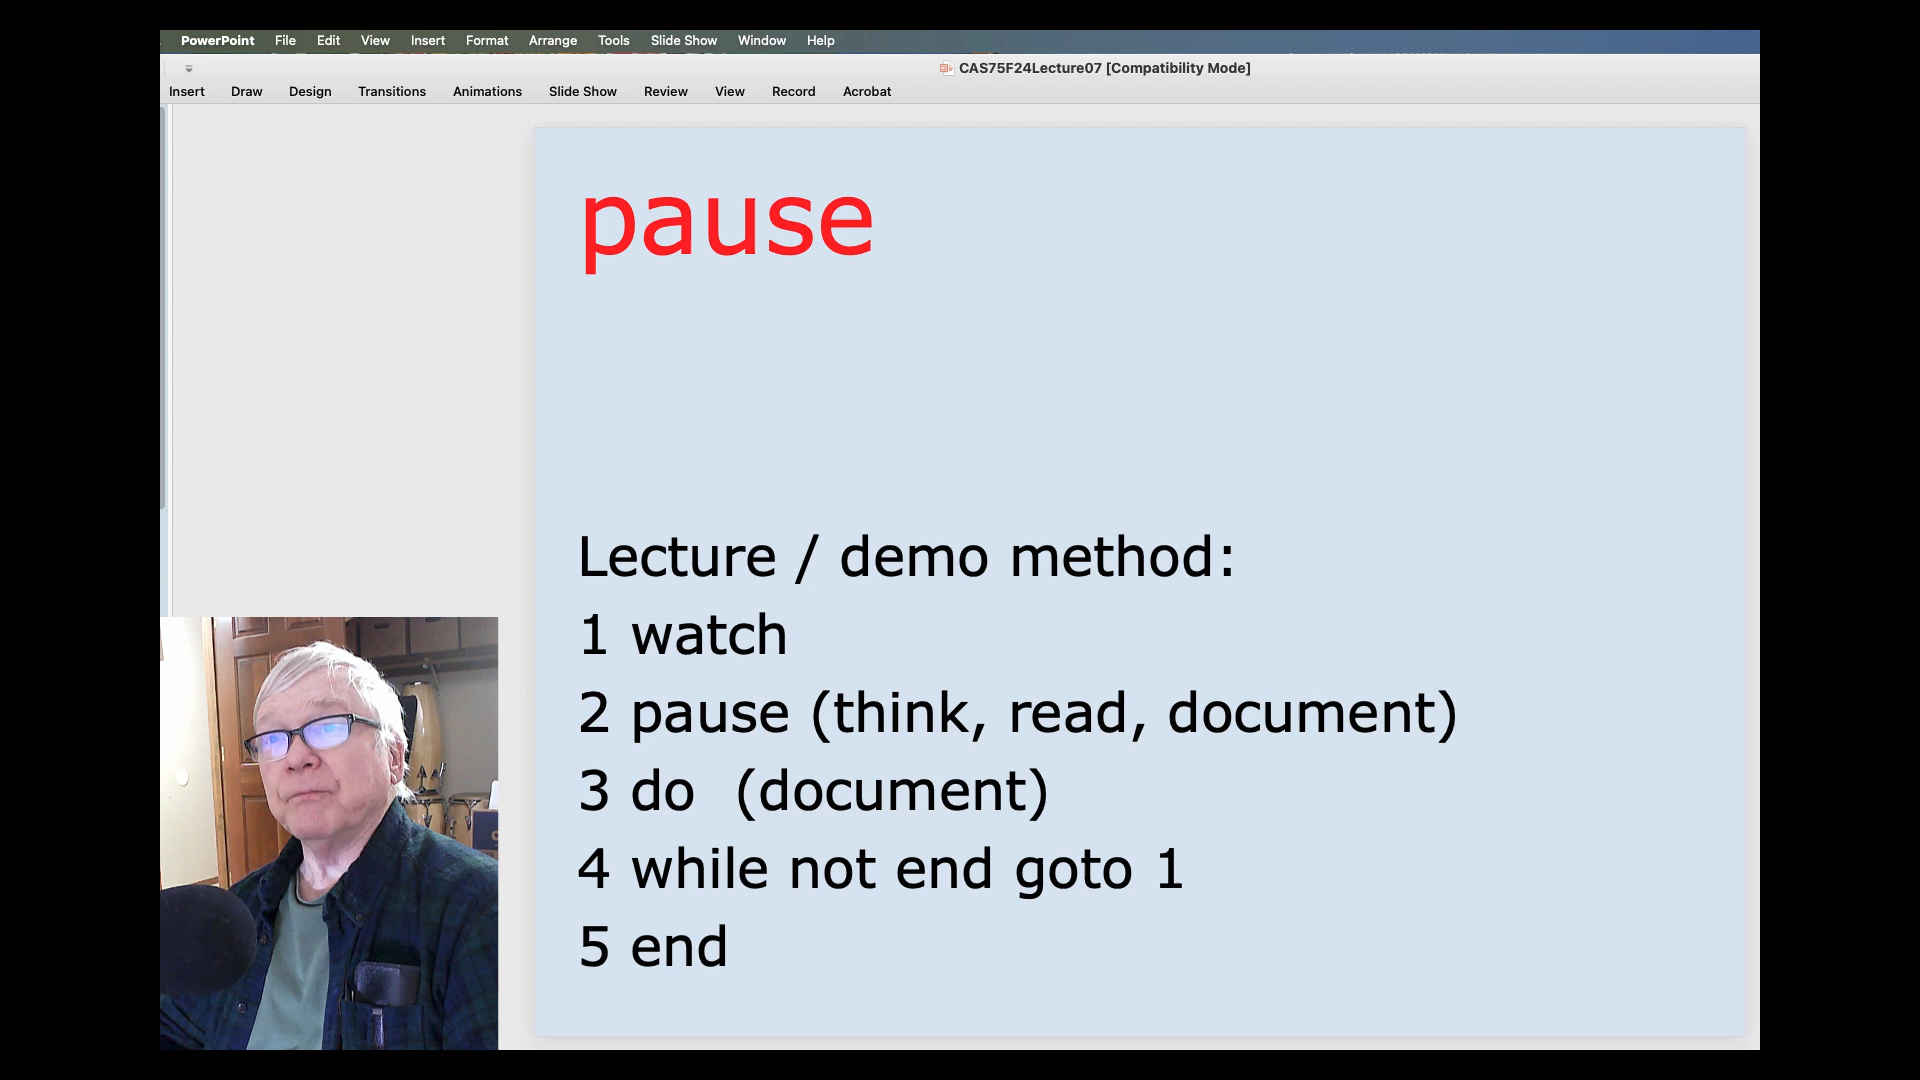 PowerPoint File Edit View Insert Format Arrange Tools Slide Show Window Help
CAS75F24Lecture07 [Compatibility Mode]
Insert Draw Design Transitions Animations Slide Show Review View Record Acrobat
pause
Lecture / demo method:
1 watch
2 pause (think, read, document)
3 do (document)
4 while not end goto 1
5 end